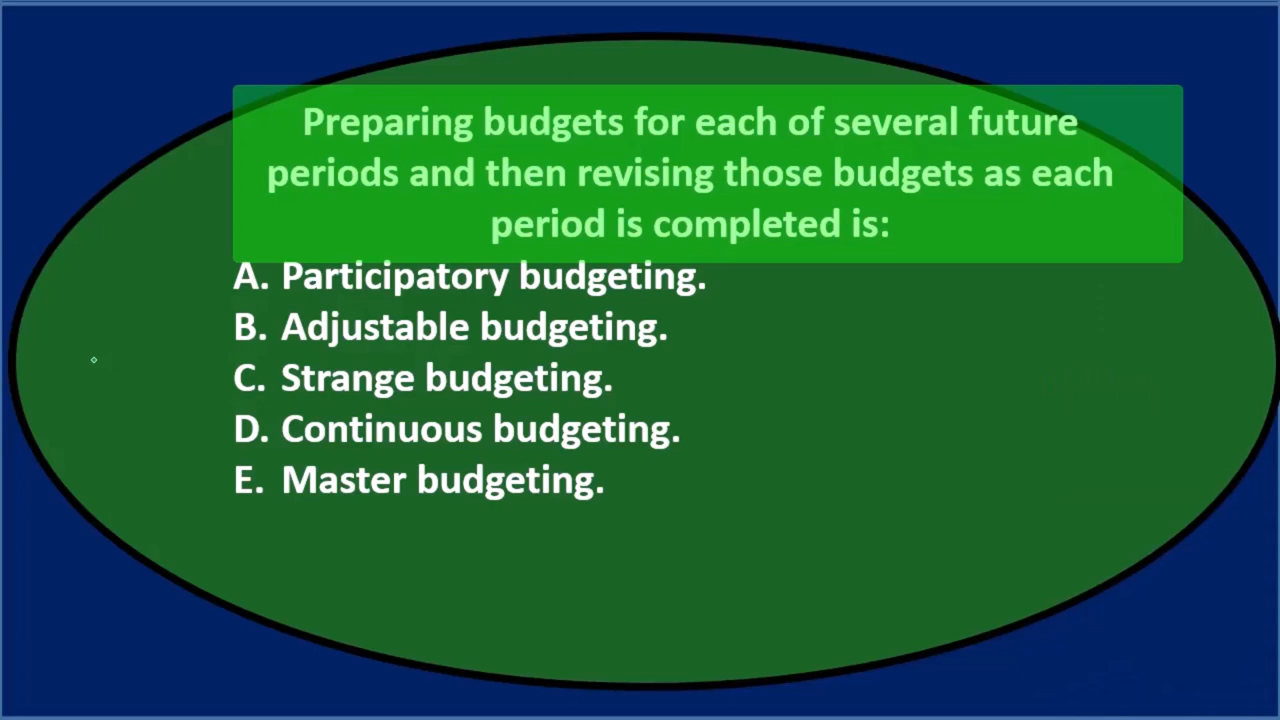 Preparing budgets for each of several future
periods and then revising those budgets as each
period is completed is:
A. Participatory budgeting.
B. Adjustable budgeting.
C. Strange budgeting.
D. Continuous budgeting.
E. Master budgeting.